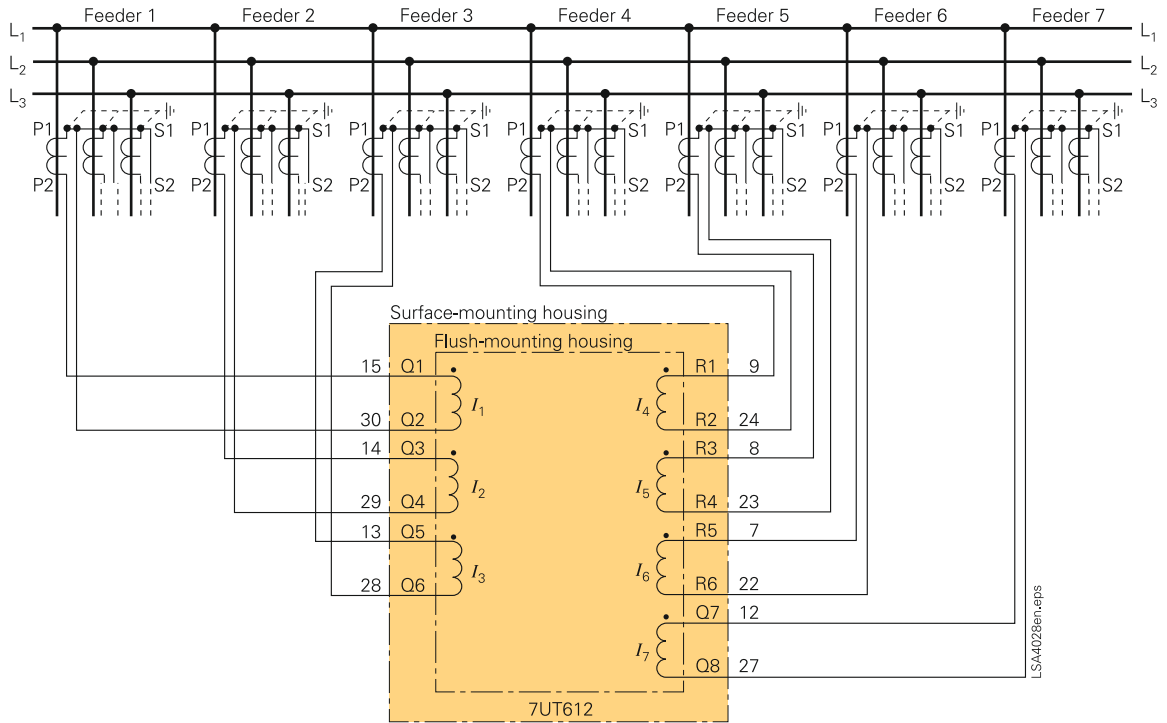 Feeder 1 Feeder 2 Feeder 3 Feeder 4 Feeder 5 Feeder 6 Feeder 7
L1 L1
L2 L2
L3 L3
P1 S1 P1 S1 P1 S1 P1 S1 P1 S1 P1 S1 P1 S1
P2 S2 P2 S2 P2 S2 P2 S2 P2 S2 P2 S2 P2 S2
Surface-mounting housing
Flush-mounting housing
15 Q1 R1 9
I1 I4
30 Q2 R2 24
14 Q3 R3 8
I2 I5
29 Q4 R4 23
13 Q5 R5 7
I3 I6
28 Q6 R6 22
Q7 12
I7
Q8 27
7UT612
LSA4028en.eps